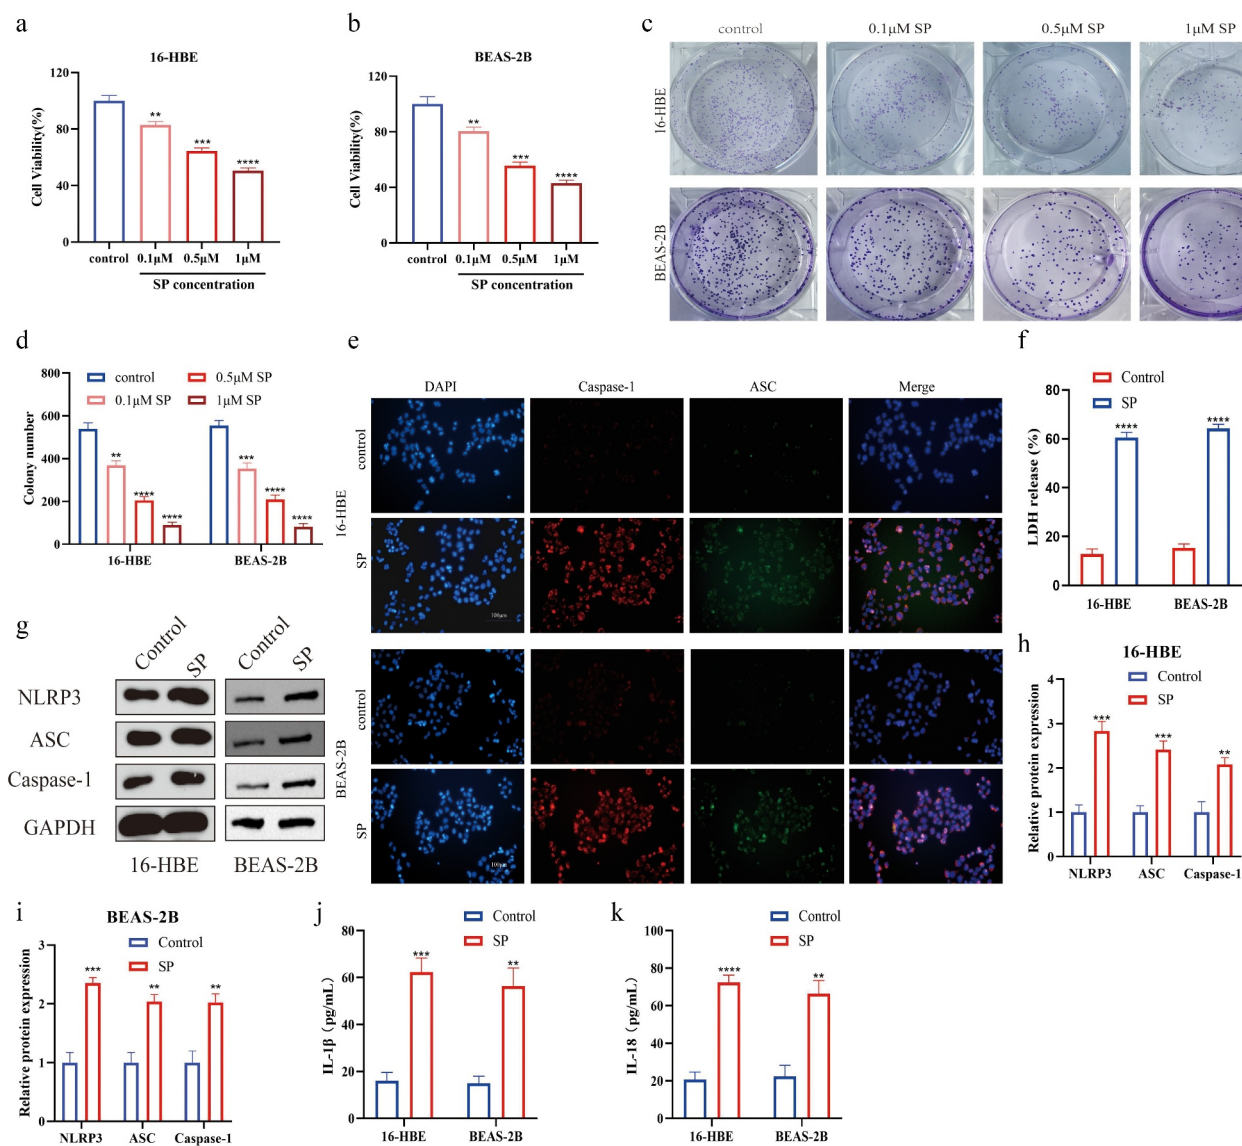 a
16-HBE
Cell Viability(%)
120
80
40
0
**
***
****
control 0.1μM 0.5μM 1μM
SP concentration
b
BEAS-2B
Cell Viability(%)
120
80
40
0
**
***
****
control 0.1μM 0.5μM 1μM
SP concentration
c
control 0.1μM SP 0.5μM SP 1μM SP
16-HBE
BEAS-2B
d
Colony number
800
600
400
200
0
control 0.5μM SP
0.1μM SP 1μM SP
** **** **** *** **** ****
16-HBE BEAS-2B
e
DAPI Caspase-1 ASC Merge
16-HBE
control
SP
100μm
BEAS-2B
control
SP
100μm
f
Control
SP
LDH release (%)
80
60
40
20
0
**** ****
16-HBE BEAS-2B
g
Control SP Control SP
NLRP3
ASC
Caspase-1
GAPDH
16-HBE BEAS-2B
h
16-HBE
Control
SP
Relative protein expression
4
3
2
1
0
*** *** **
NLRP3 ASC Caspase-1
i
BEAS-2B
Control
SP
Relative protein expression
3
2
1
0
*** ** **
NLRP3 ASC Caspase-1
j
Control
SP
IL-1β (pg/mL)
80
60
40
20
0
*** **
16-HBE BEAS-2B
k
Control
SP
IL-18 (pg/mL)
100
80
60
40
20
0
**** **
16-HBE BEAS-2B